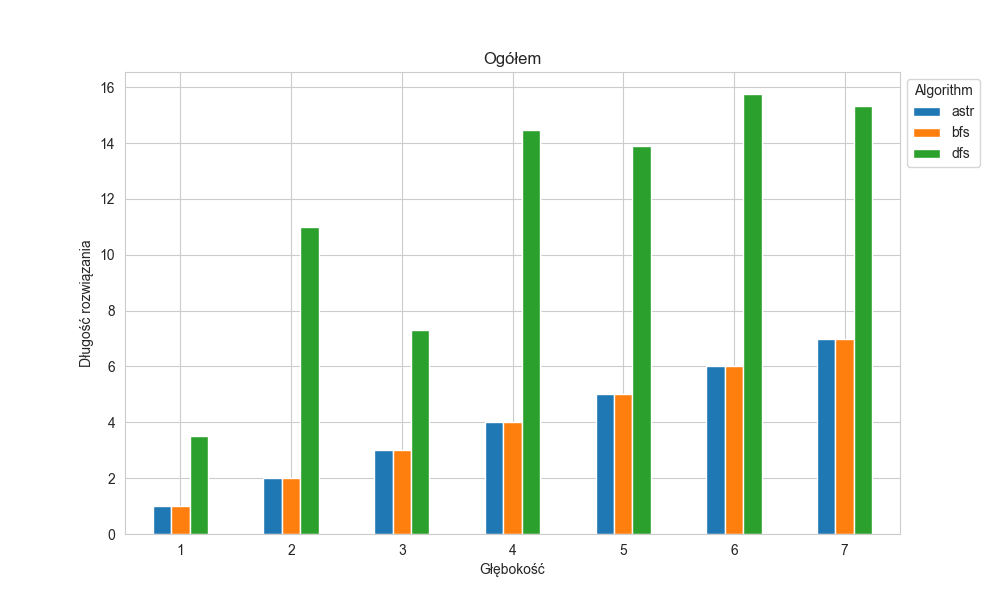 Ogółem
Algorithm
astr
bfs
dfs
16
14
12
10
8
6
4
2
0
Długość rozwiązania
1 2 3 4 5 6 7
Głębokość